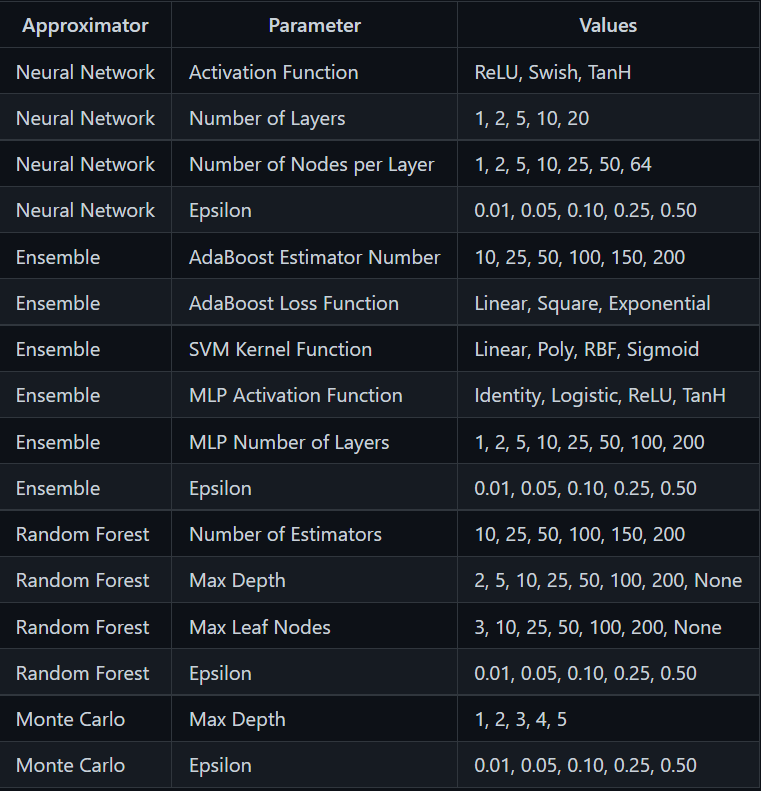 Approximator Parameter Values
Neural Network Activation Function ReLU, Swish, TanH
Neural Network Number of Layers 1, 2, 5, 10, 20
Neural Network Number of Nodes per Layer 1, 2, 5, 10, 25, 50, 64
Neural Network Epsilon 0.01, 0.05, 0.10, 0.25, 0.50
Ensemble AdaBoost Estimator Number 10, 25, 50, 100, 150, 200
Ensemble AdaBoost Loss Function Linear, Square, Exponential
Ensemble SVM Kernel Function Linear, Poly, RBF, Sigmoid
Ensemble MLP Activation Function Identity, Logistic, ReLU, TanH
Ensemble MLP Number of Layers 1, 2, 5, 10, 25, 50, 100, 200
Ensemble Epsilon 0.01, 0.05, 0.10, 0.25, 0.50
Random Forest Number of Estimators 10, 25, 50, 100, 150, 200
Random Forest Max Depth 2, 5, 10, 25, 50, 100, 200, None
Random Forest Max Leaf Nodes 3, 10, 25, 50, 100, 200, None
Random Forest Epsilon 0.01, 0.05, 0.10, 0.25, 0.50
Monte Carlo Max Depth 1, 2, 3, 4, 5
Monte Carlo Epsilon 0.01, 0.05, 0.10, 0.25, 0.50